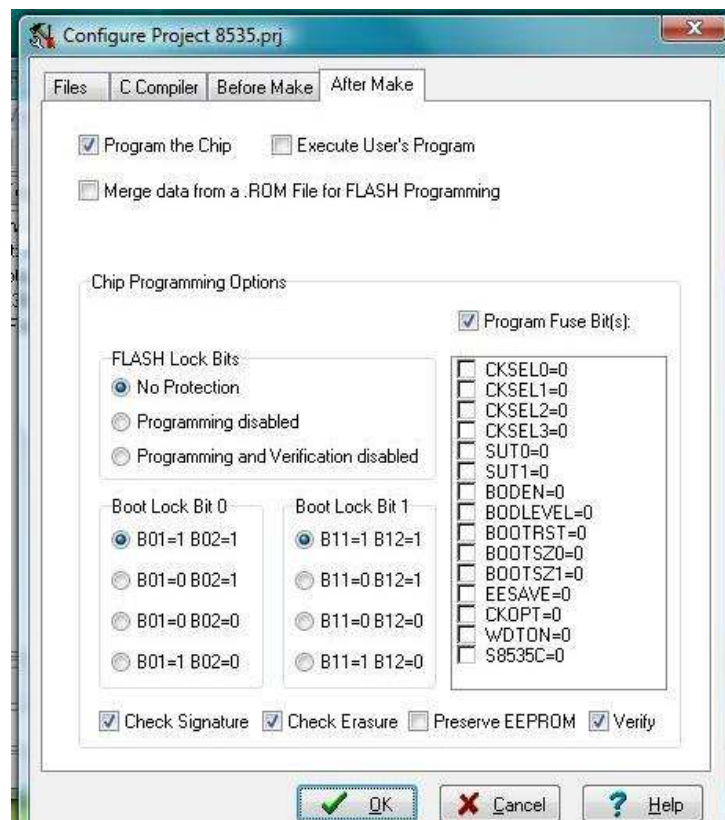 Configure Project 8535.prj
Files C Compiler Before Make After Make
Program the Chip Execute User's Program
Merge data from a .ROM File for FLASH Programming
Chip Programming Options
Program Fuse Bit(s):
FLASH Lock Bits
No Protection
Programming disabled
Programming and Verification disabled
Boot Lock Bit 0
B01=1 B02=1
B01=0 B02=1
B01=0 B02=0
B01=1 B02=0
Boot Lock Bit 1
B11=1 B12=1
B11=0 B12=1
B11=0 B12=0
B11=1 B12=0
CKSEL0=0
CKSEL1=0
CKSEL2=0
CKSEL3=0
SUT0=0
SUT1=0
BODEN=0
BODLEVEL=0
BOOTRST=0
BOOTSZ0=0
BOOTSZ1=0
EESAVE=0
CKOPT=0
WDTON=0
S8535C=0
Check Signature Check Erasure Preserve EEPROM Verify
OK Cancel Help